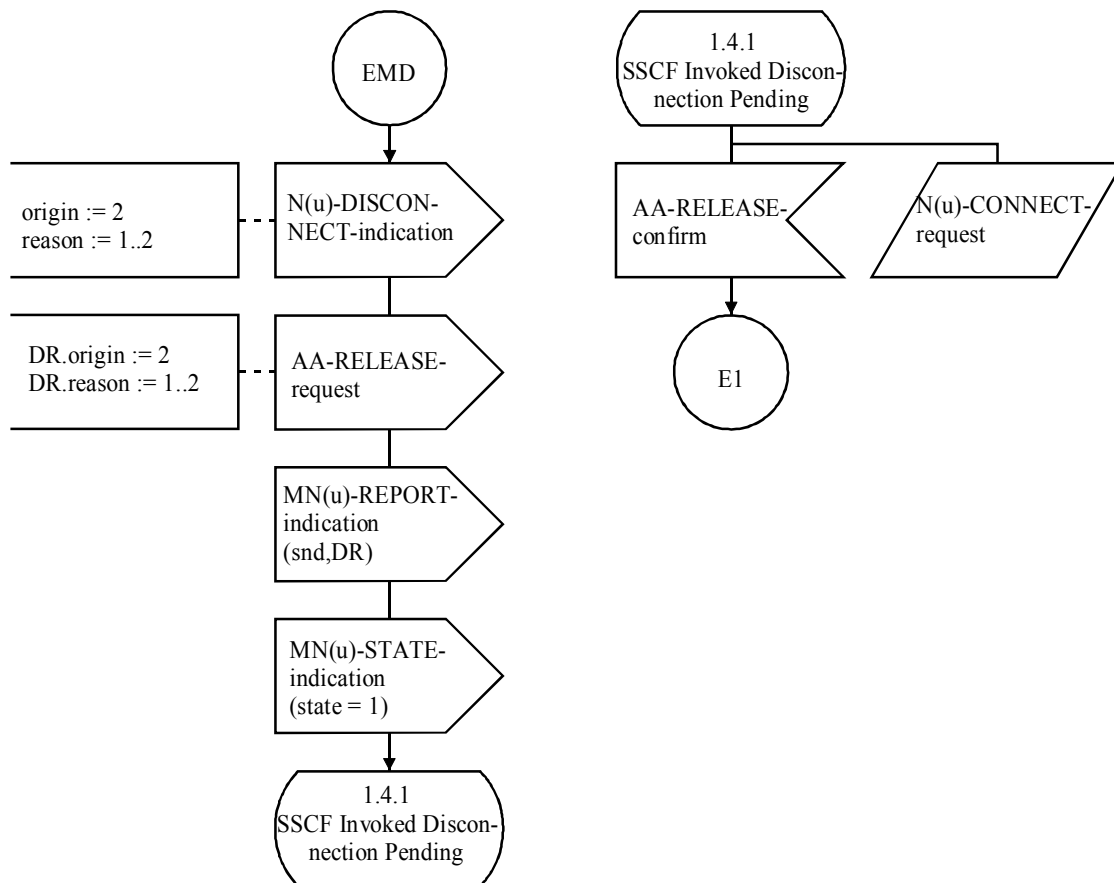 EMD
origin := 2
reason := 1..2
N(u)-DISCON-
NECT-indication
DR.origin := 2
DR.reason := 1..2
AA-RELEASE-
request
MN(u)-REPORT-
indication
(snd,DR)
MN(u)-STATE-
indication
(state = 1)
1.4.1
SSCF Invoked Discon-
nection Pending
1.4.1
SSCF Invoked Discon-
nection Pending
AA-RELEASE-
confirm
N(u)-CONNECT-
request
E1